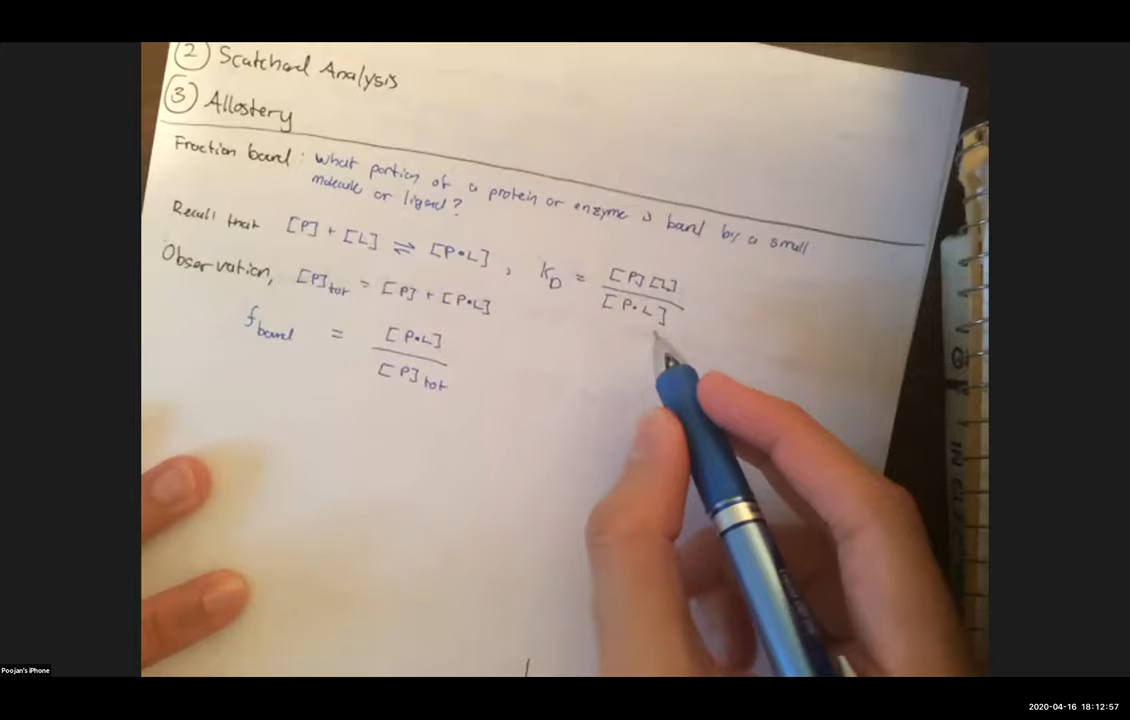 ② Scatchard Analysis
③ Allostery
Fraction bound : What portion of a protein or enzyme is bound by a small
molecule or ligand?
Recall that [P] + [L] ⇌ [P•L] , K_D = [P][L] / [P•L]
Observation, [P]tot = [P] + [P•L]
f_bound = [P•L] / [P]tot
Poojan's iPhone
2020-04-16 18:12:57